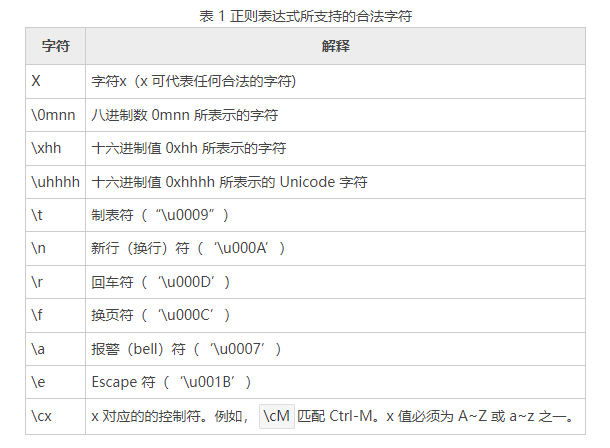 表 1 正则表达式所支持的合法字符
字符 解释
X 字符x（x 可代表任何合法的字符)
\0mnn 八进制数 0mnn 所表示的字符
\xhh 十六进制值 0xhh 所表示的字符
\uhhhh 十六进制值 0xhhhh 所表示的 Unicode 字符
\t 制表符（“\u0009”）
\n 新行（换行）符（‘\u000A’）
\r 回车符（‘\u000D’）
\f 换页符（‘\u000C’）
\a 报警（bell）符（‘\u0007’）
\e Escape 符（‘\u001B’）
\cx x 对应的的控制符。例如， \cM 匹配 Ctrl-M。x 值必须为 A~Z 或 a~z 之一。